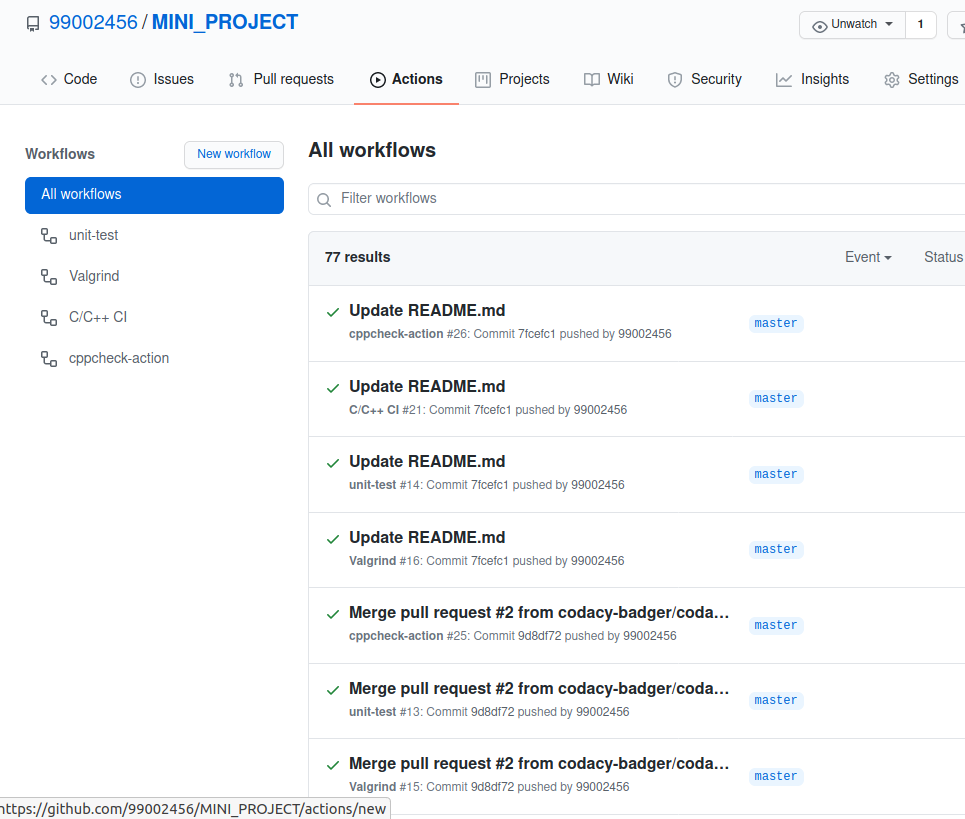 99002456 / MINI_PROJECT
Unwatch 1
Code Issues Pull requests Actions Projects Wiki Security Insights Settings
Workflows New workflow
All workflows
unit-test
Valgrind
C/C++ CI
cppcheck-action
All workflows
Filter workflows
77 results Event Status
Update README.md
cppcheck-action #26: Commit 7fcefc1 pushed by 99002456
master
Update README.md
C/C++ CI #21: Commit 7fcefc1 pushed by 99002456
master
Update README.md
unit-test #14: Commit 7fcefc1 pushed by 99002456
master
Update README.md
Valgrind #16: Commit 7fcefc1 pushed by 99002456
master
Merge pull request #2 from codacy-badger/coda...
cppcheck-action #25: Commit 9d8df72 pushed by 99002456
master
Merge pull request #2 from codacy-badger/coda...
unit-test #13: Commit 9d8df72 pushed by 99002456
master
Merge pull request #2 from codacy-badger/coda...
Valgrind #15: Commit 9d8df72 pushed by 99002456
master
https://github.com/99002456/MINI_PROJECT/actions/new